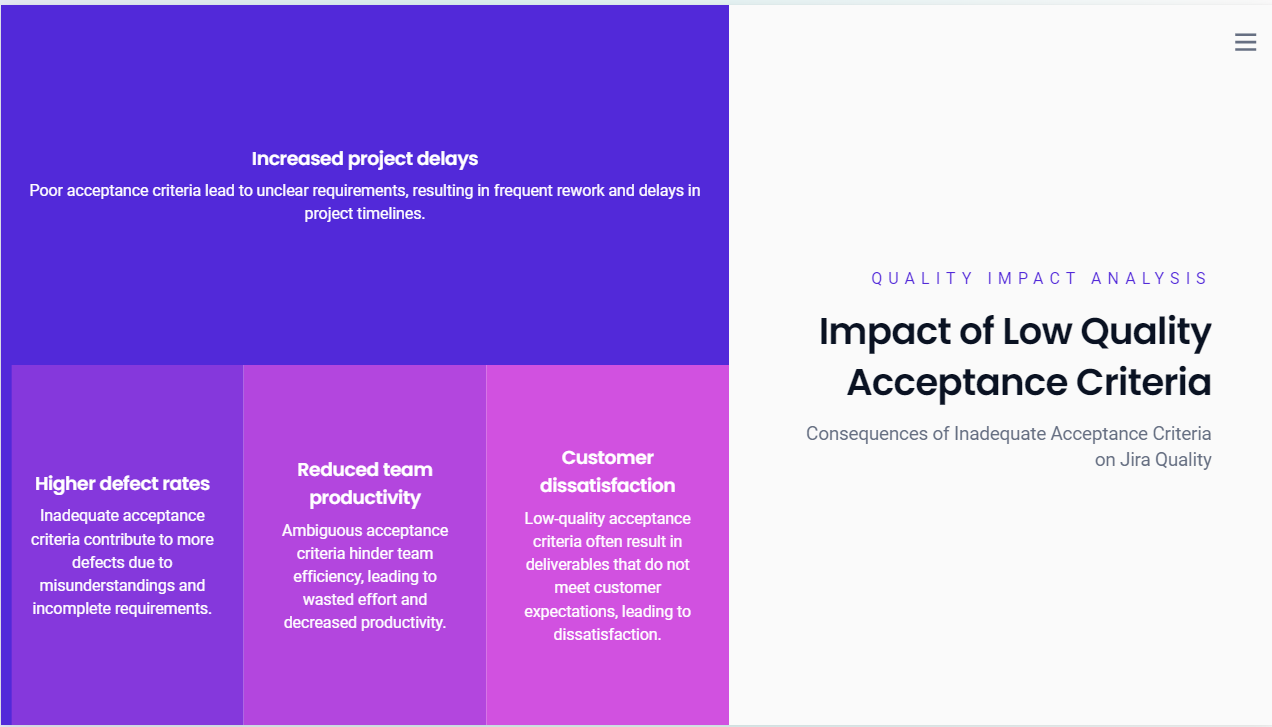 Increased project delays
Poor acceptance criteria lead to unclear requirements, resulting in frequent rework and delays in
project timelines.
Higher defect rates
Inadequate acceptance
criteria contribute to more
defects due to
misunderstandings and
incomplete requirements.
Reduced team
productivity
Ambiguous acceptance
criteria hinder team
efficiency, leading to
wasted effort and
decreased productivity.
Customer
dissatisfaction
Low-quality acceptance
criteria often result in
deliverables that do not
meet customer
expectations, leading to
dissatisfaction.
QUALITY IMPACT ANALYSIS
Impact of Low Quality
Acceptance Criteria
Consequences of Inadequate Acceptance Criteria
on Jira Quality